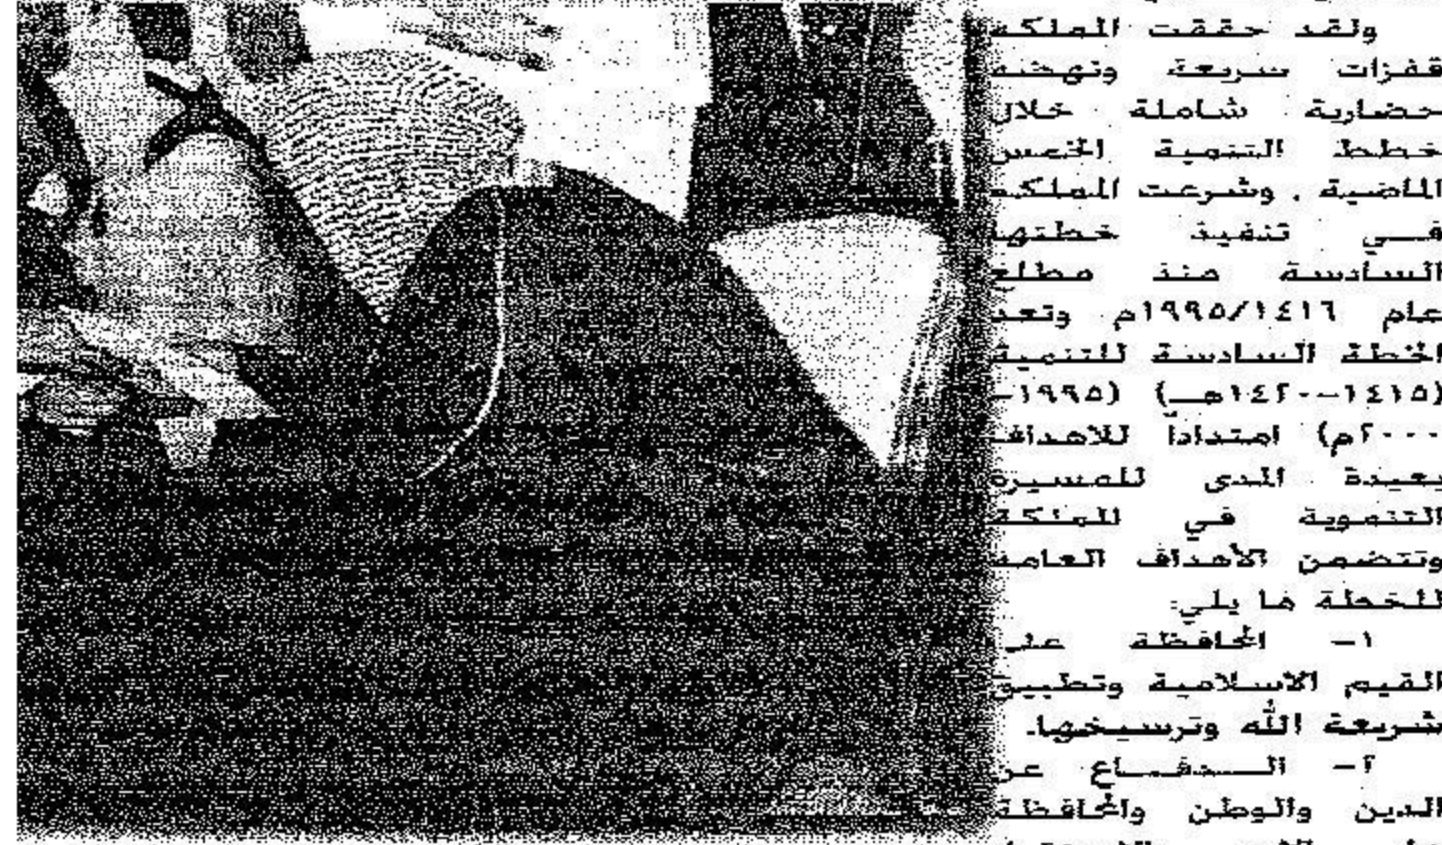 ولقد حققت المملكة
قفزات سريعة ونهضة
حضارية شاملة خلال
خطط التنمية الخمس
الماضية . وشرعت المملكة
في تنفيذ خطتها
السادسة منذ مطلع
عام ١٩٩٥/١٤١٦م وتعد
الخطة السادسة للتنمية
(١٤١٥--١٤٢٠هـ) (١٩٩٥-
٢٠٠٠م) امتداداً للاهداف
بعيدة المدى للمسيرة
التنموية في المملكة
وتتضمن الأهداف العامة
للخطة ما يلي:
١- المحافظة على
القيم الاسلامية وتطبيق
شريعة الله وترسيخها.
٢- الدفاع عن
الدين والوطن والمحافظة